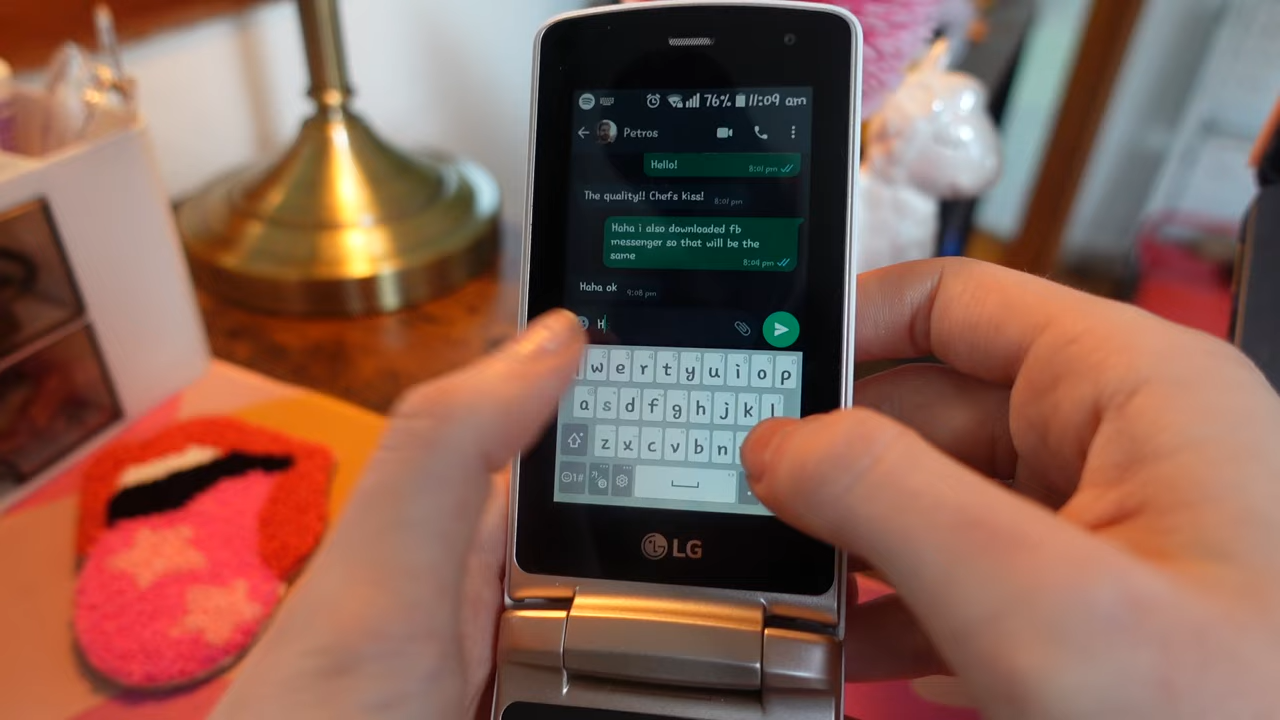 76% 11:09 am
Petros
Hello!
8:01 pm
The quality!! Chefs kiss! 8:01 pm
Haha i also downloaded fb
messenger so that will be the
same
8:04 pm
Haha ok 9:08 pm
H
w e r t y u i o p
a s d f g h j k l
z x c v b n
LG